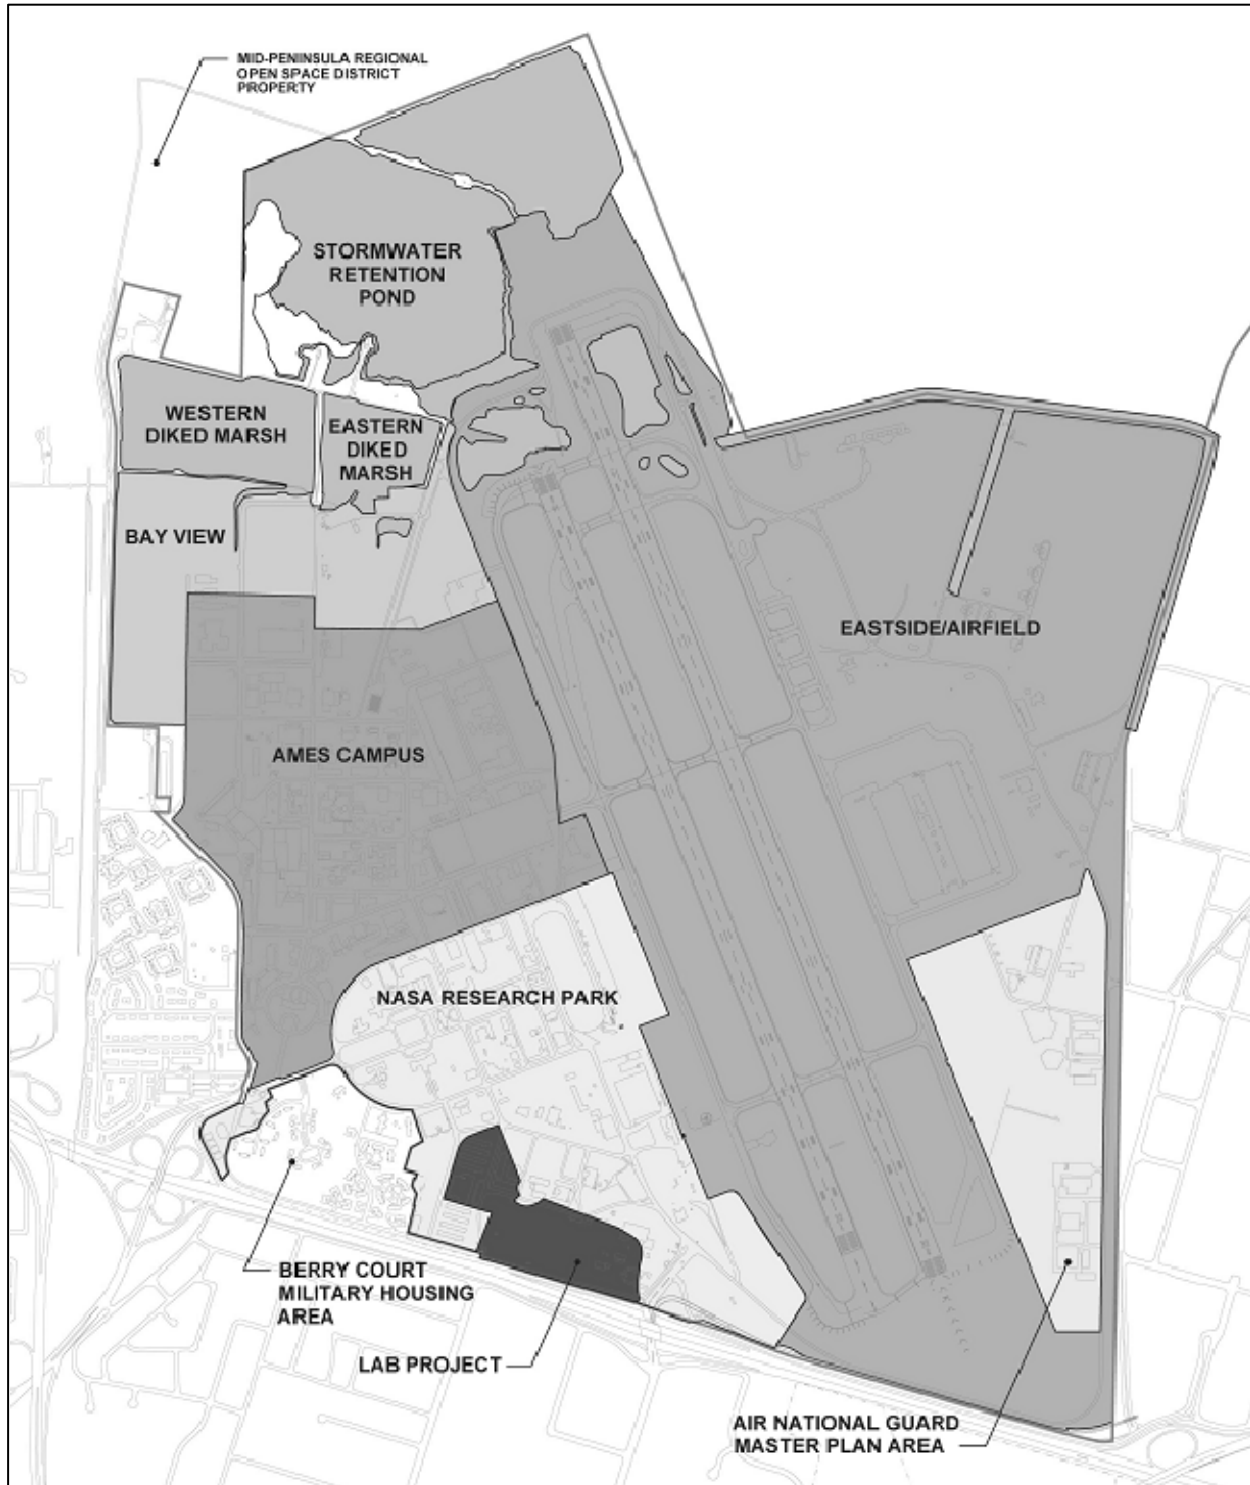 MID-PENINSULA REGIONAL
OPEN SPACE DISTRICT
PROPERTY
STORMWATER
RETENTION
POND
WESTERN
DIKED MARSH
EASTERN
DIKED
MARSH
BAY VIEW
EASTSIDE/AIRFIELD
AMES CAMPUS
NASA RESEARCH PARK
BERRY COURT
MILITARY HOUSING
AREA
LAB PROJECT
AIR NATIONAL GUARD
MASTER PLAN AREA